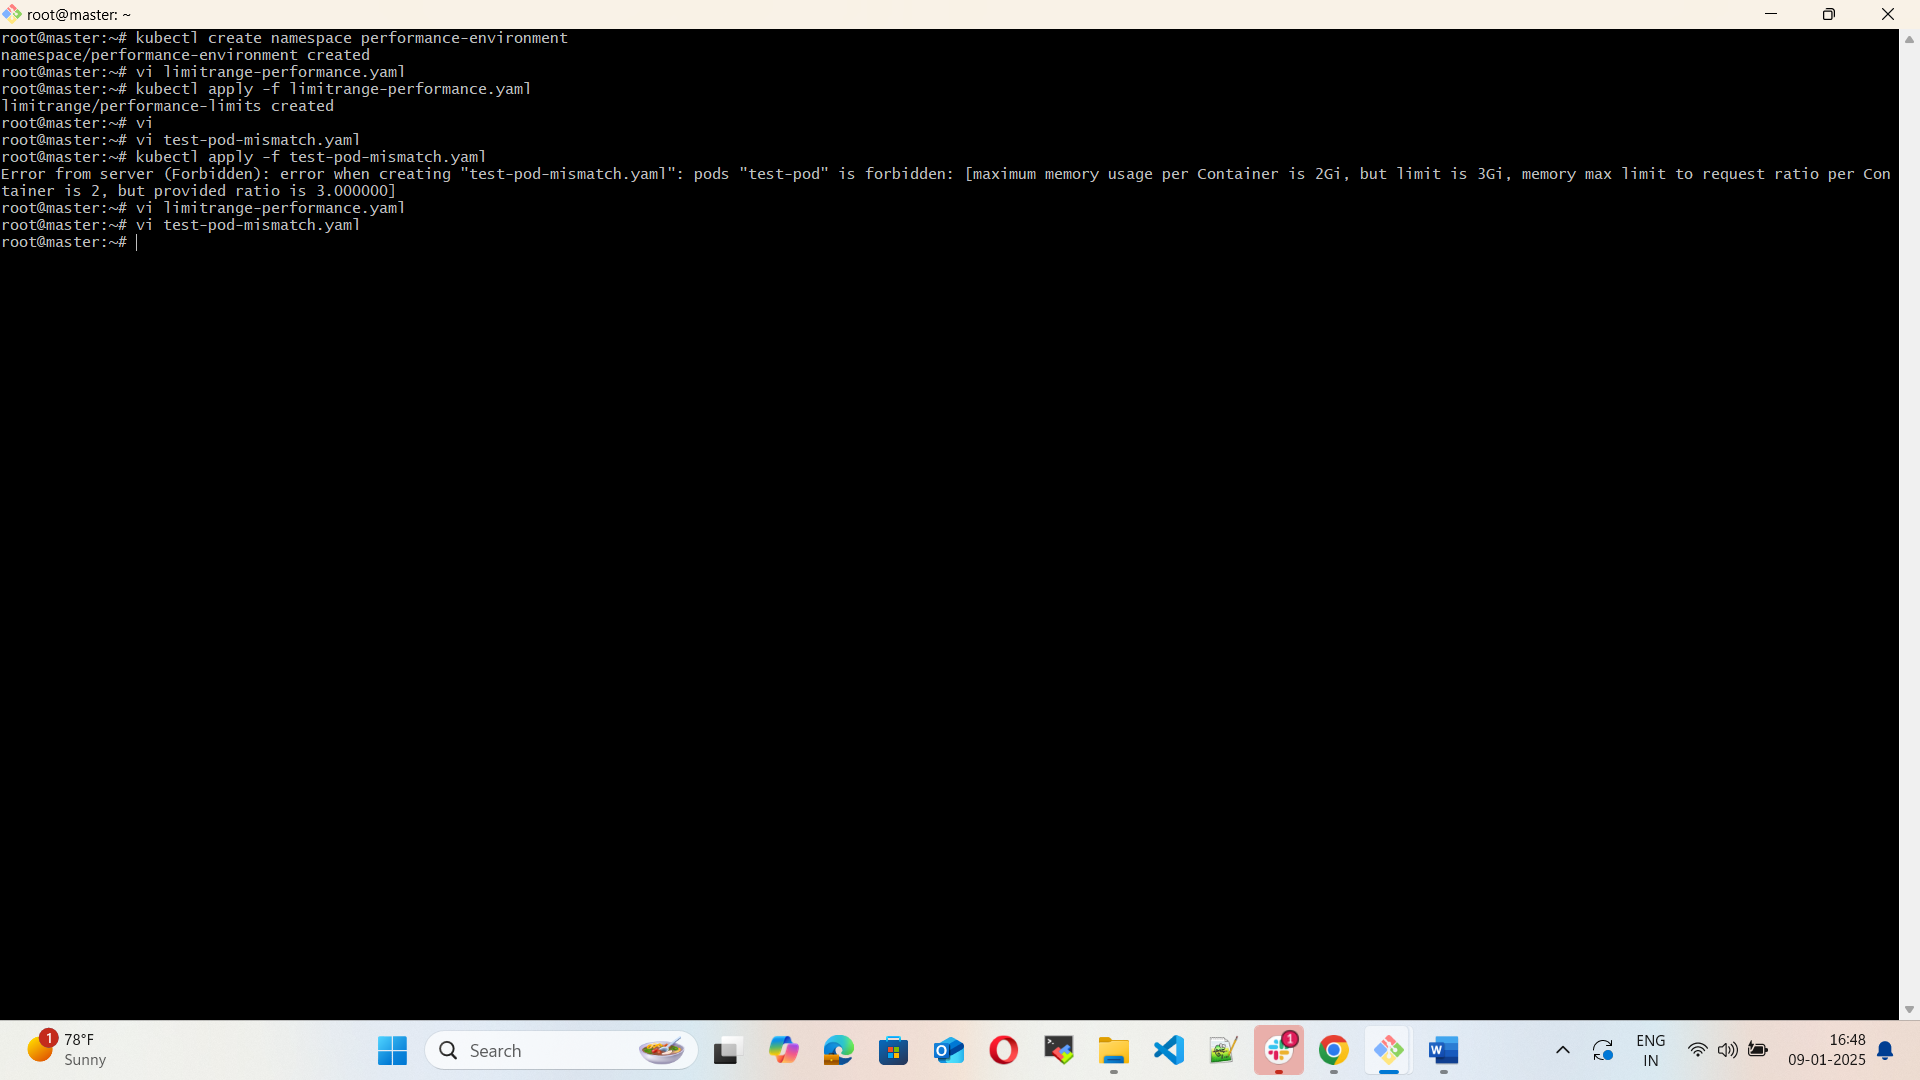 root@master: ~
root@master:~# kubectl create namespace performance-environment
namespace/performance-environment created
root@master:~# vi limitrange-performance.yaml
root@master:~# kubectl apply -f limitrange-performance.yaml
limitrange/performance-limits created
root@master:~# vi
root@master:~# vi test-pod-mismatch.yaml
root@master:~# kubectl apply -f test-pod-mismatch.yaml
Error from server (Forbidden): error when creating "test-pod-mismatch.yaml": pods "test-pod" is forbidden: [maximum memory usage per Container is 2Gi, but limit is 3Gi, memory max limit to request ratio per Con
tainer is 2, but provided ratio is 3.000000]
root@master:~# vi limitrange-performance.yaml
root@master:~# vi test-pod-mismatch.yaml
root@master:~#
1
78°F
Sunny
Search
1
ENG
IN
16:48
09-01-2025